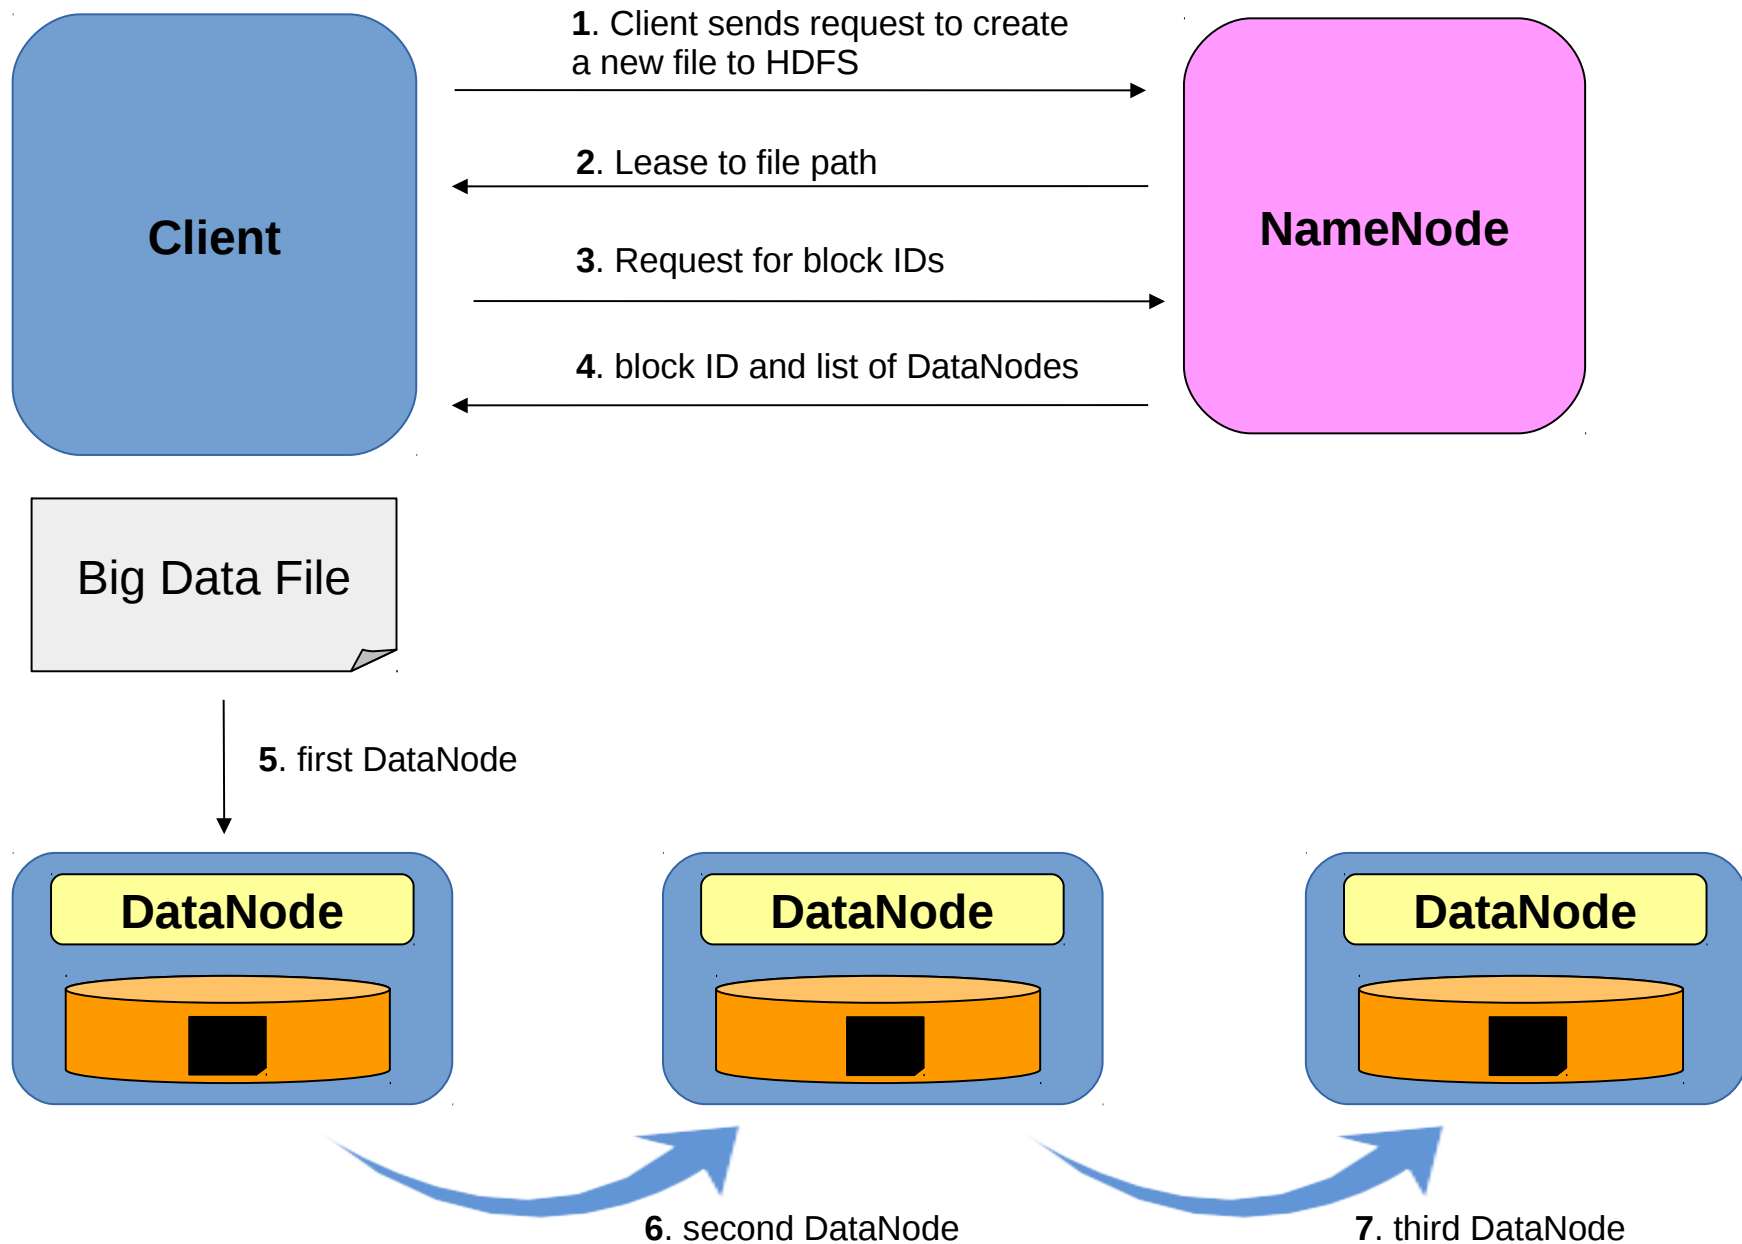 1. Client sends request to create
a new file to HDFS
2. Lease to file path
Client
NameNode
3. Request for block IDs
4. block ID and list of DataNodes
Big Data File
5. first DataNode
DataNode
DataNode
DataNode
6. second DataNode
7. third DataNode